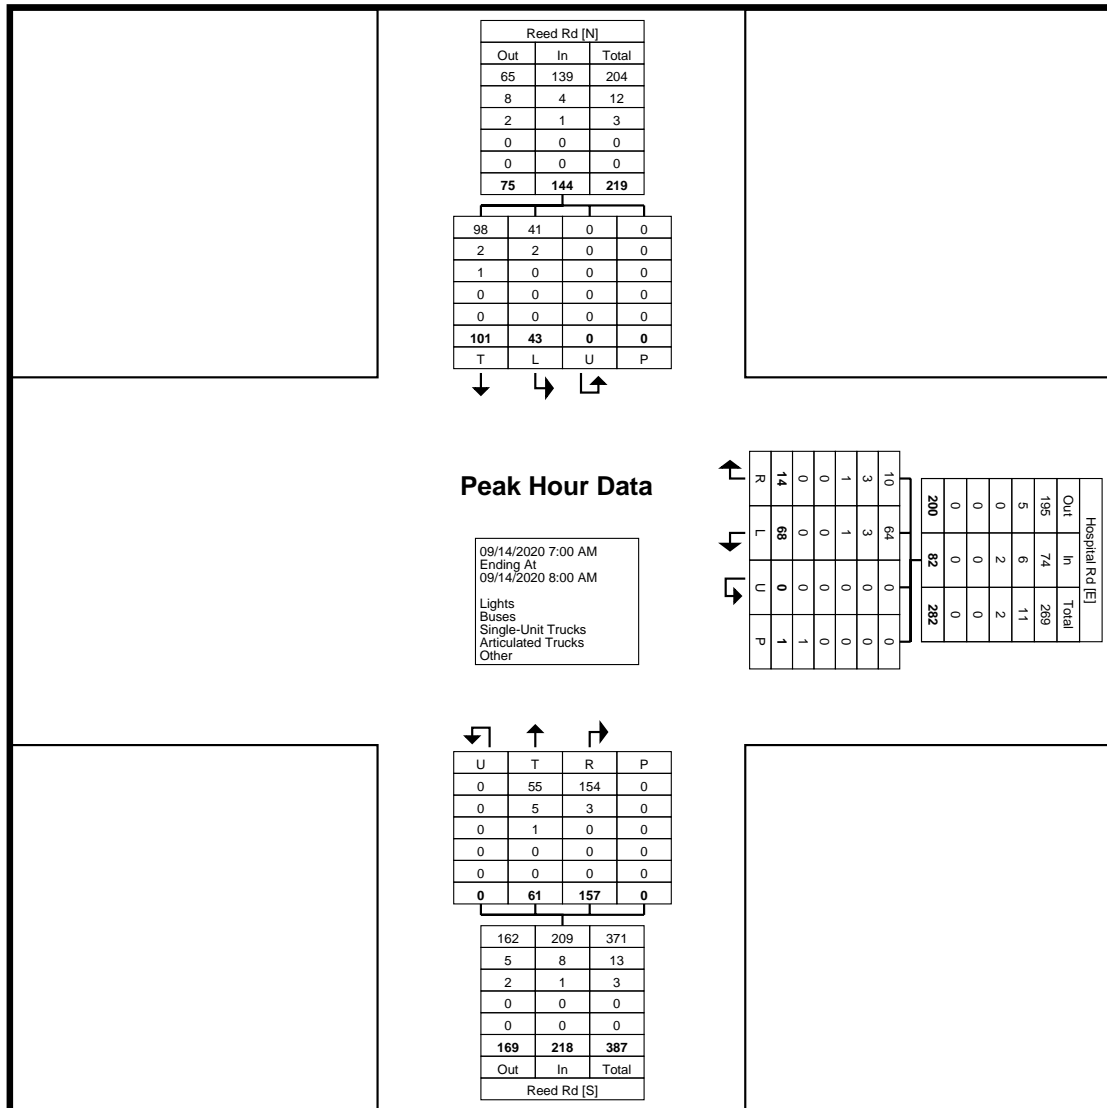 Reed Rd [N]
Out In Total
65 139 204
8 4 12
2 1 3
0 0 0
0 0 0
75 144 219
98 41 0 0
2 2 0 0
1 0 0 0
0 0 0 0
0 0 0 0
101 43 0 0
T L U P
Peak Hour Data
09/14/2020 7:00 AM
Ending At
09/14/2020 8:00 AM
Lights
Buses
Single-Unit Trucks
Articulated Trucks
Other
Hospital Rd [E]
Out In Total
195 74 269
5 6 11
0 2 2
0 0 0
0 0 0
200 82 282
10 64 0 0
3 3 0 0
1 1 0 0
0 0 0 0
0 0 0 1
14 68 0 1
R L U P
U T R P
0 55 154 0
0 5 3 0
0 1 0 0
0 0 0 0
0 0 0 0
0 61 157 0
162 209 371
5 8 13
2 1 3
0 0 0
0 0 0
169 218 387
Out In Total
Reed Rd [S]